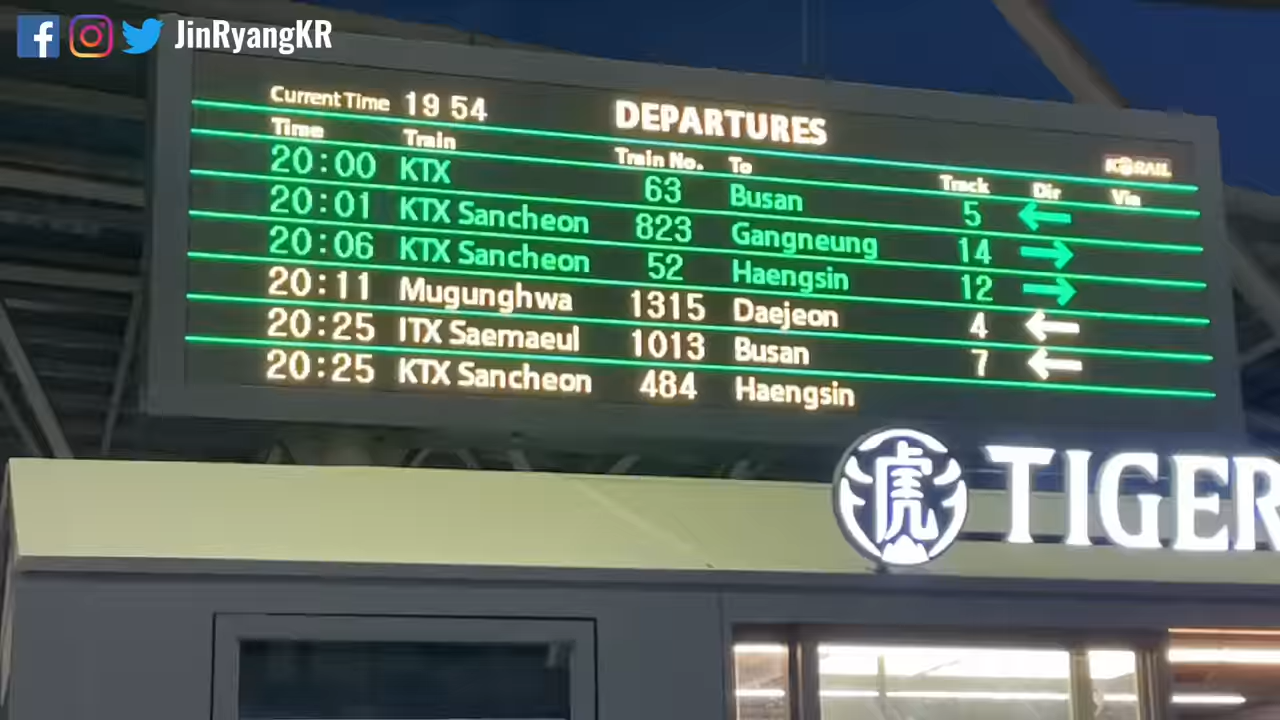 JinRyangKR
Current Time 19 54 DEPARTURES
KORAIL
Time Train Train No. To Track Dir Via
20:00 KTX 63 Busan 5 ←
20:01 KTX Sancheon 823 Gangneung 14 →
20:06 KTX Sancheon 52 Haengsin 12 →
20:11 Mugunghwa 1315 Daejeon 4 ←
20:25 ITX Saemaeul 1013 Busan 7 ←
20:25 KTX Sancheon 484 Haengsin
虎 TIGER